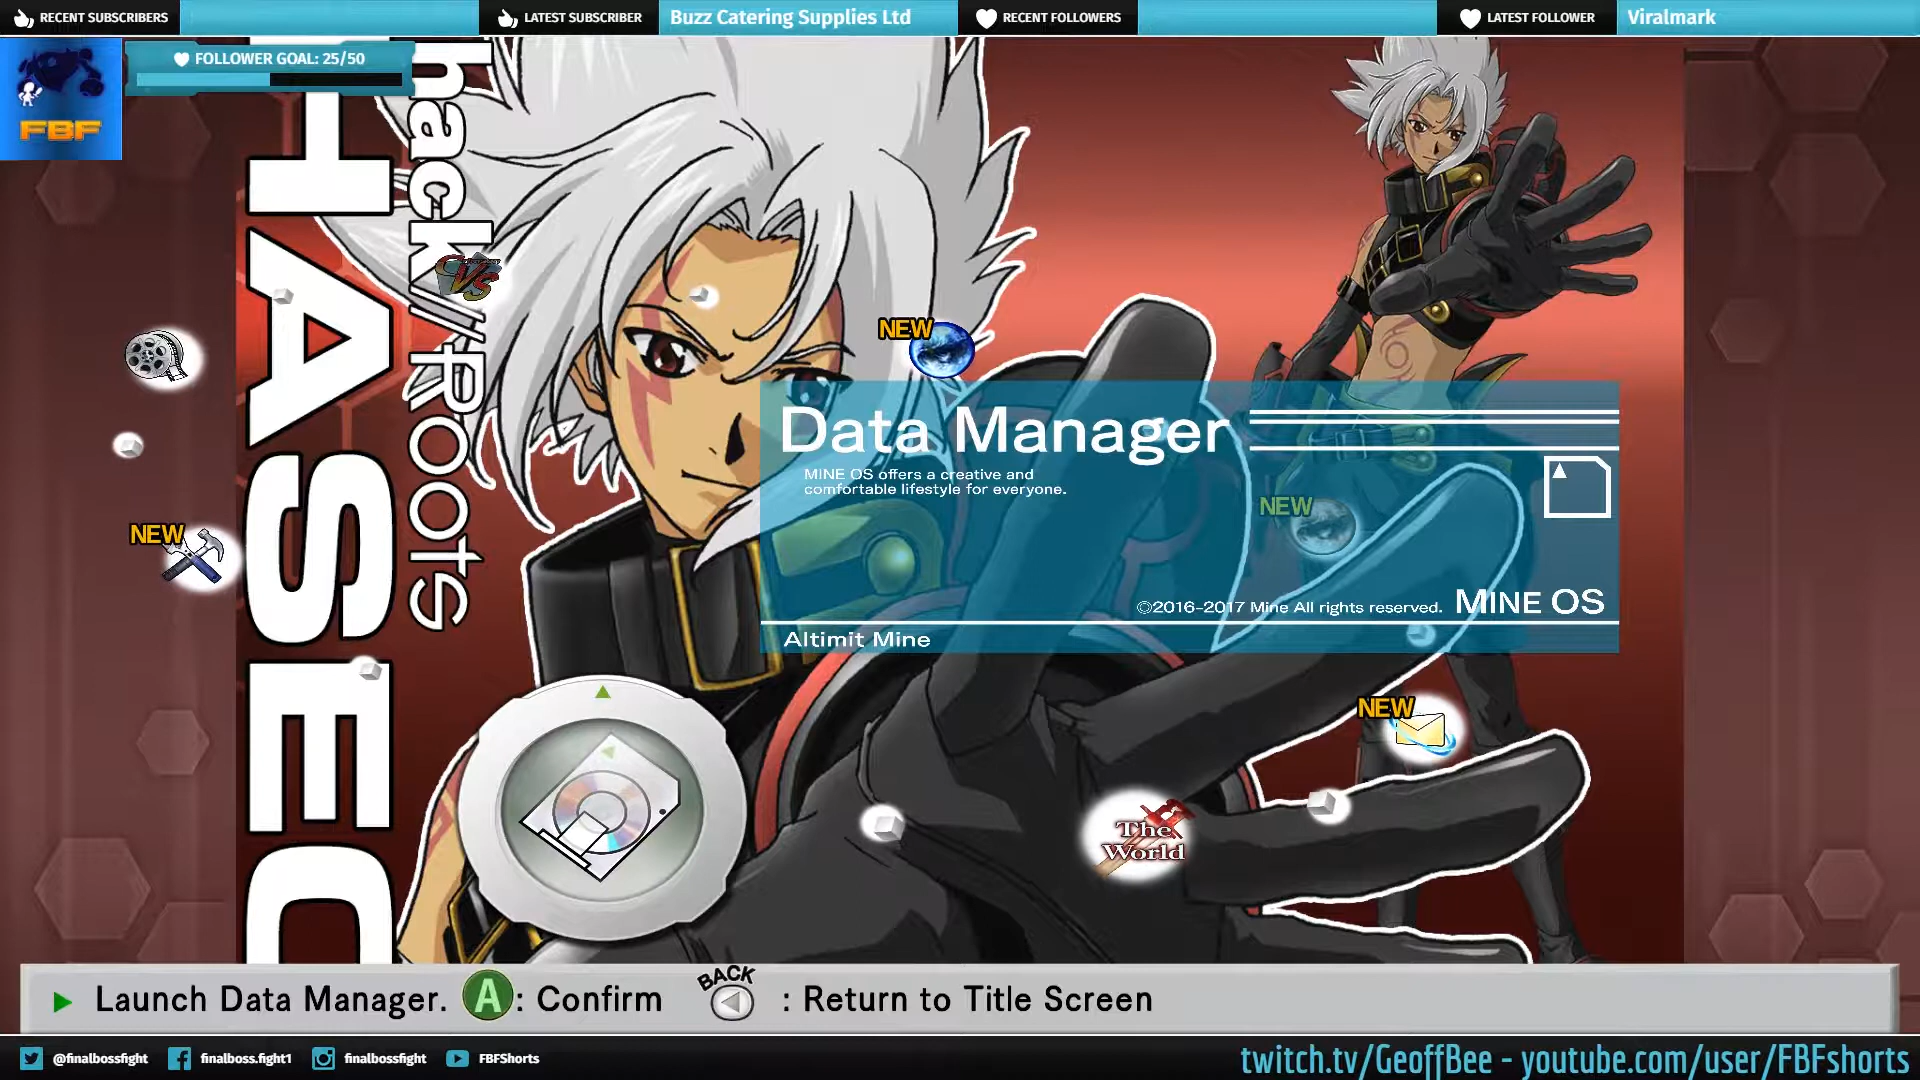 RECENT SUBSCRIBERS
LATEST SUBSCRIBER
Buzz Catering Supplies Ltd
RECENT FOLLOWERS
LATEST FOLLOWER
Viralmark
FOLLOWER GOAL: 25/50
FBF
hack//Roots
HASEO
CVS
NEW
Data Manager
MINE OS offers a creative and
comfortable lifestyle for everyone.
NEW
NEW
©2016-2017 Mine All rights reserved. MINE OS
Altimit Mine
NEW
The
World
Launch Data Manager. A: Confirm BACK : Return to Title Screen
@finalbossfight
finalboss.fight1
finalbossfight
FBFShorts
twitch.tv/GeoffBee - youtube.com/user/FBFshorts